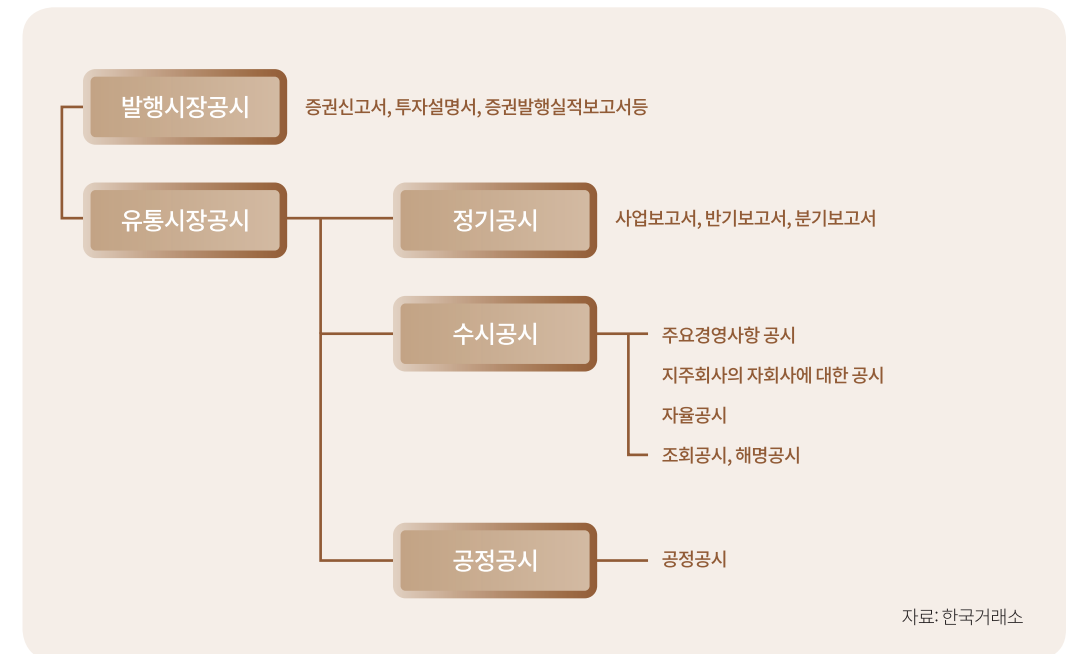 발행시장공시
증권신고서, 투자설명서, 증권발행실적보고서등
유통시장공시
정기공시
사업보고서, 반기보고서, 분기보고서
수시공시
주요경영사항 공시
지주회사의 자회사에 대한 공시
자율공시
조회공시, 해명공시
공정공시
공정공시
자료: 한국거래소